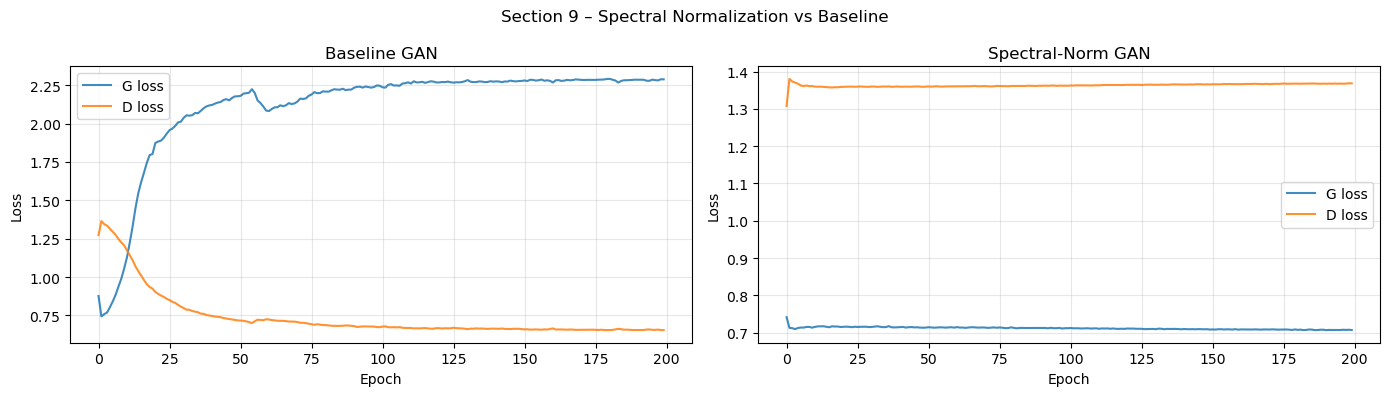 Section 9 – Spectral Normalization vs Baseline
Baseline GAN
G loss
D loss
2.25
2.00
1.75
1.50
1.25
1.00
0.75
Loss
0 25 50 75 100 125 150 175 200
Epoch
Spectral-Norm GAN
1.4
1.3
1.2
1.1
1.0
0.9
0.8
0.7
Loss
G loss
D loss
0 25 50 75 100 125 150 175 200
Epoch